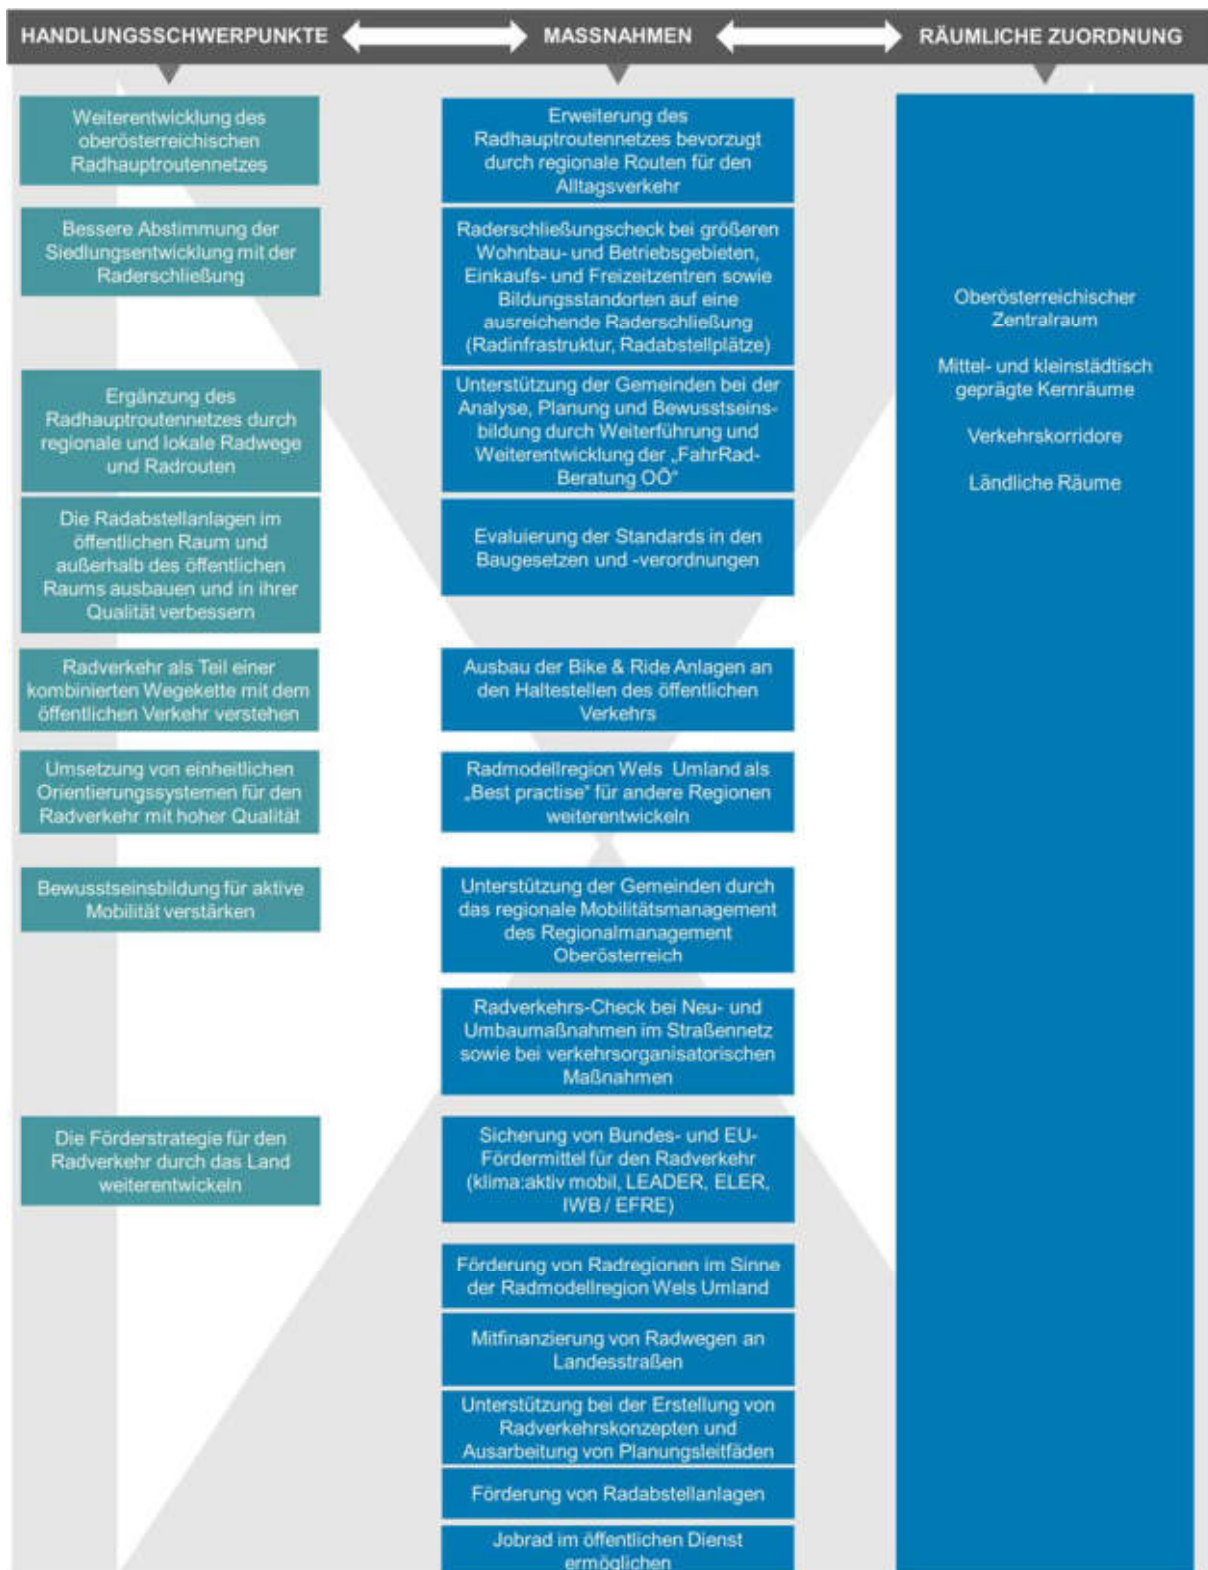 HANDLUNGSSCHWERPUNKTE
MASSNAHMEN
RÄUMLICHE ZUORDNUNG
Weiterentwicklung des
oberösterreichischen
Radhauptroutennetzes
Bessere Abstimmung der
Siedlungsentwicklung mit der
Raderschließung
Ergänzung des
Radhauptroutennetzes durch
regionale und lokale Radwege
und Radrouten
Die Radabstellanlagen im
öffentlichen Raum und
außerhalb des öffentlichen
Raums ausbauen und in ihrer
Qualität verbessern
Radverkehr als Teil einer
kombinierten Wegekette mit dem
öffentlichen Verkehr verstehen
Umsetzung von einheitlichen
Orientierungssystemen für den
Radverkehr mit hoher Qualität
Bewusstseinsbildung für aktive
Mobilität verstärken
Die Förderstrategie für den
Radverkehr durch das Land
weiterentwickeln
Erweiterung des
Radhauptroutennetzes bevorzugt
durch regionale Routen für den
Alltagsverkehr
Raderschließungscheck bei größeren
Wohnbau- und Betriebsgebieten,
Einkaufs- und Freizeitzentren sowie
Bildungsstandorten auf eine
ausreichende Raderschließung
(Radinfrastruktur, Radabstellplätze)
Unterstützung der Gemeinden bei der
Analyse, Planung und Bewusstseins-
bildung durch Weiterführung und
Weiterentwicklung der „FahrRad-
Beratung OÖ“
Evaluierung der Standards in den
Baugesetzen und -verordnungen
Ausbau der Bike & Ride Anlagen an
den Haltestellen des öffentlichen
Verkehrs
Radmodellregion Wels Umland als
„Best practise“ für andere Regionen
weiterentwickeln
Unterstützung der Gemeinden durch
das regionale Mobilitätsmanagement
des Regionalmanagement
Oberösterreich
Radverkehrs-Check bei Neu- und
Umbaumaßnahmen im Straßennetz
sowie bei verkehrsorganisatorischen
Maßnahmen
Sicherung von Bundes- und EU-
Fördermittel für den Radverkehr
(klima:aktiv mobil, LEADER, ELER,
IWB / EFRE)
Förderung von Radregionen im Sinne
der Radmodellregion Wels Umland
Mitfinanzierung von Radwegen an
Landesstraßen
Unterstützung bei der Erstellung von
Radverkehrskonzepten und
Ausarbeitung von Planungsleitfäden
Förderung von Radabstellanlagen
Jobrad im öffentlichen Dienst
ermöglichen
Oberösterreichischer
Zentralraum
Mittel- und kleinstädtisch
geprägte Kernräume
Verkehrskorridore
Ländliche Räume